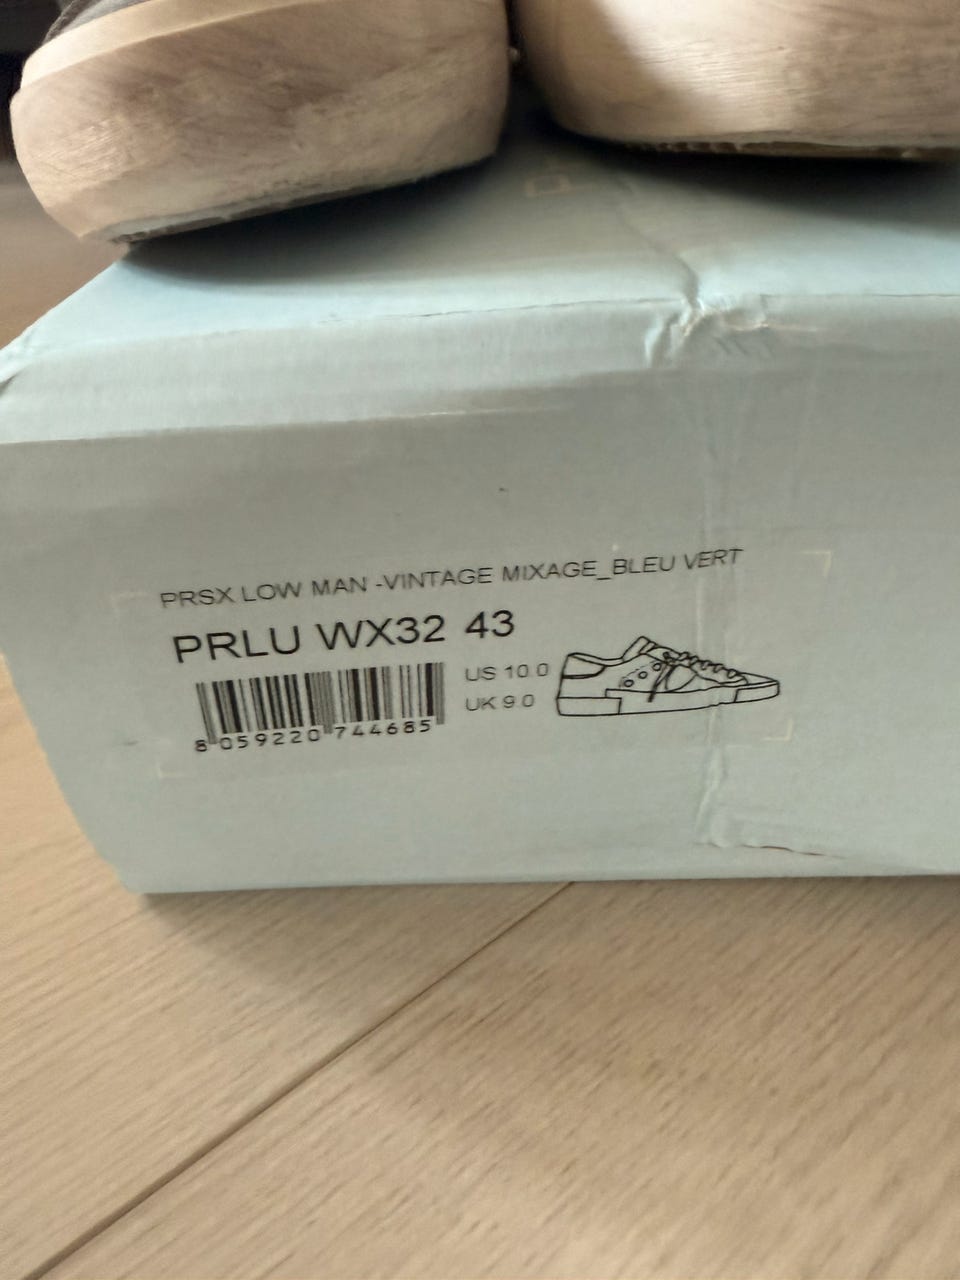 PRSX LOW MAN -VINTAGE MIXAGE_BLEU VERT
PRLU WX32 43
US 10.0
UK 9.0
8 059220 744685